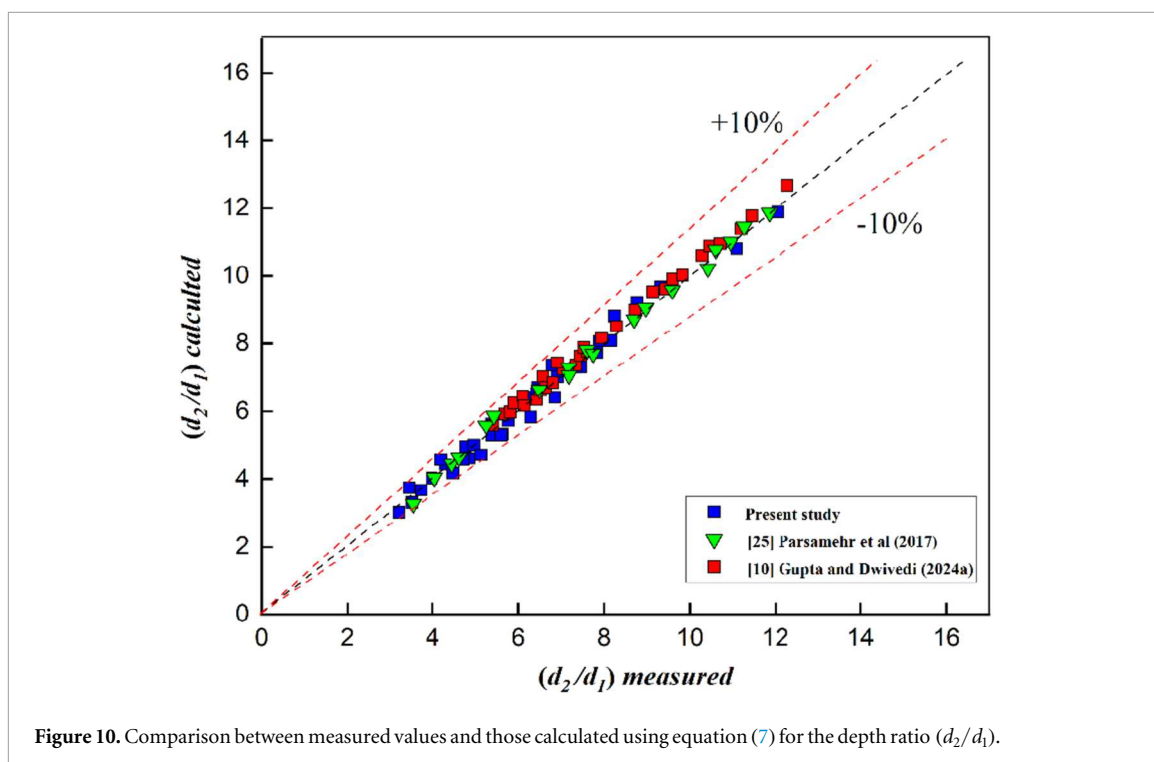 16
14
12
10
8
6
4
2
0
(d2/d1) calculted
+10%
-10%
Present study
[25] Parsamehr et al (2017)
[10] Gupta and Dwivedi (2024a)
0 2 4 6 8 10 12 14 16
(d2/d1) measured
Figure 10. Comparison between measured values and those calculated using equation (7) for the depth ratio (d2/d1).